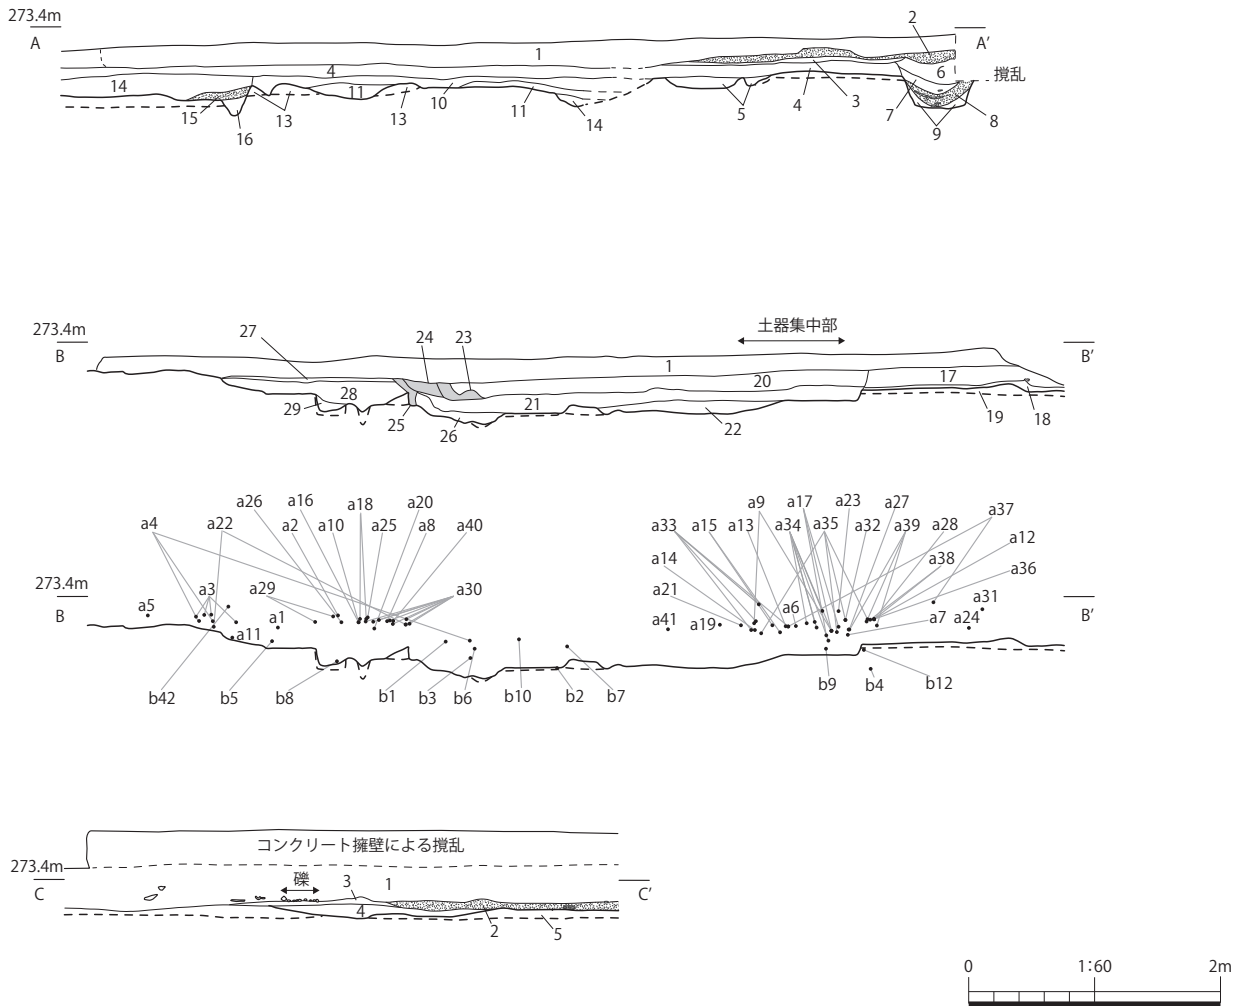 273.4m
2
A
A′
1
撹乱
4
6
14
11
10
11
4
3
5
7
8
15
13
13
14
9
16
273.4m
土器集中部
27
24
23
B
B′
1
20
17
28
21
29
25
26
22
19
18
a26
a16
a18
a20
a9
a17
a23
a27
a37
a4
a22
a2
a10
a25
a8
a40
a33
a15
a13
a34
a35
a32
a39
a28
a12
a14
a38
a36
273.4m
a3
a29
a30
a21
a31
B
B′
a5
a11
a1
a41
a19
a6
a7
a24
b42
b5
b8
b1
b3
b6
b10
b2
b7
b9
b4
b12
コンクリート擁壁による撹乱
273.4m
礫
3
1
C
C′
4
2
5
0
1:60
2m